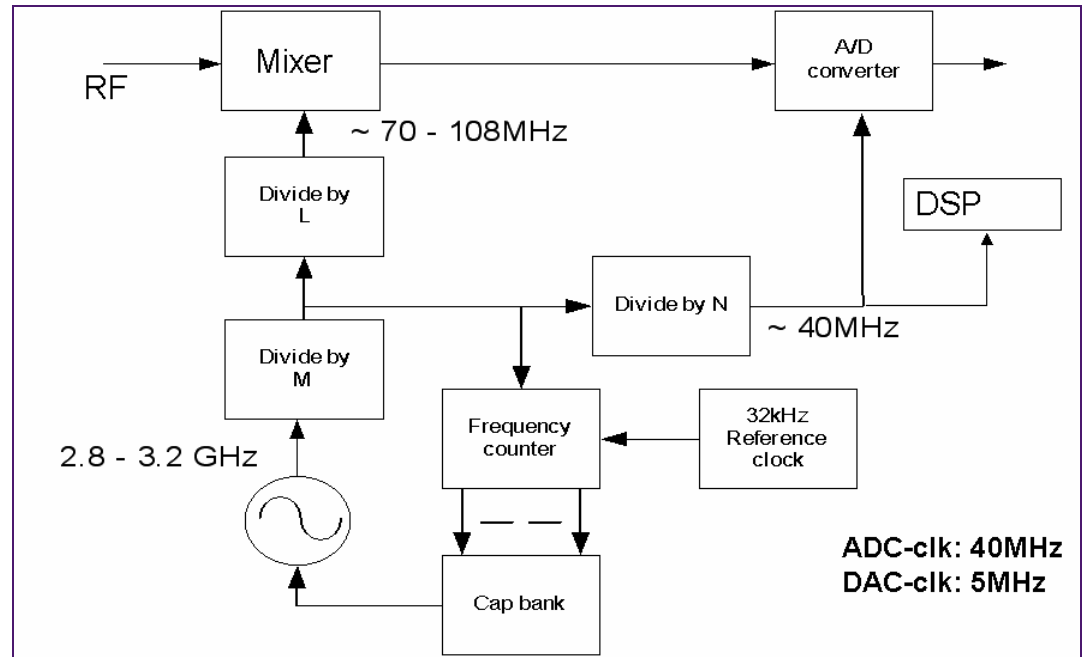 Mixer
A/D
converter
RF
~ 70 - 108MHz
Divide by
L
DSP
Divide by N
~ 40MHz
Divide by
M
Frequency
counter
32kHz
Reference
clock
2.8 - 3.2 GHz
Cap bank
ADC-clk: 40MHz
DAC-clk: 5MHz